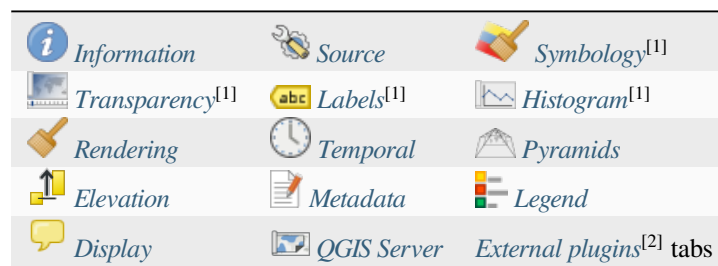 Information Source Symbology[1]
Transparency[1] abc Labels[1] Histogram[1]
Rendering Temporal Pyramids
Elevation Metadata Legend
Display QGIS Server External plugins[2] tabs